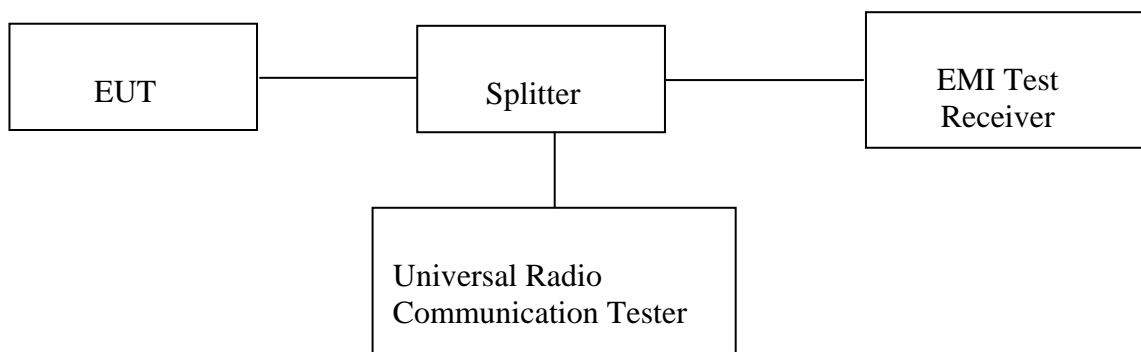 EUT
Splitter
EMI Test
Receiver
Universal Radio
Communication Tester